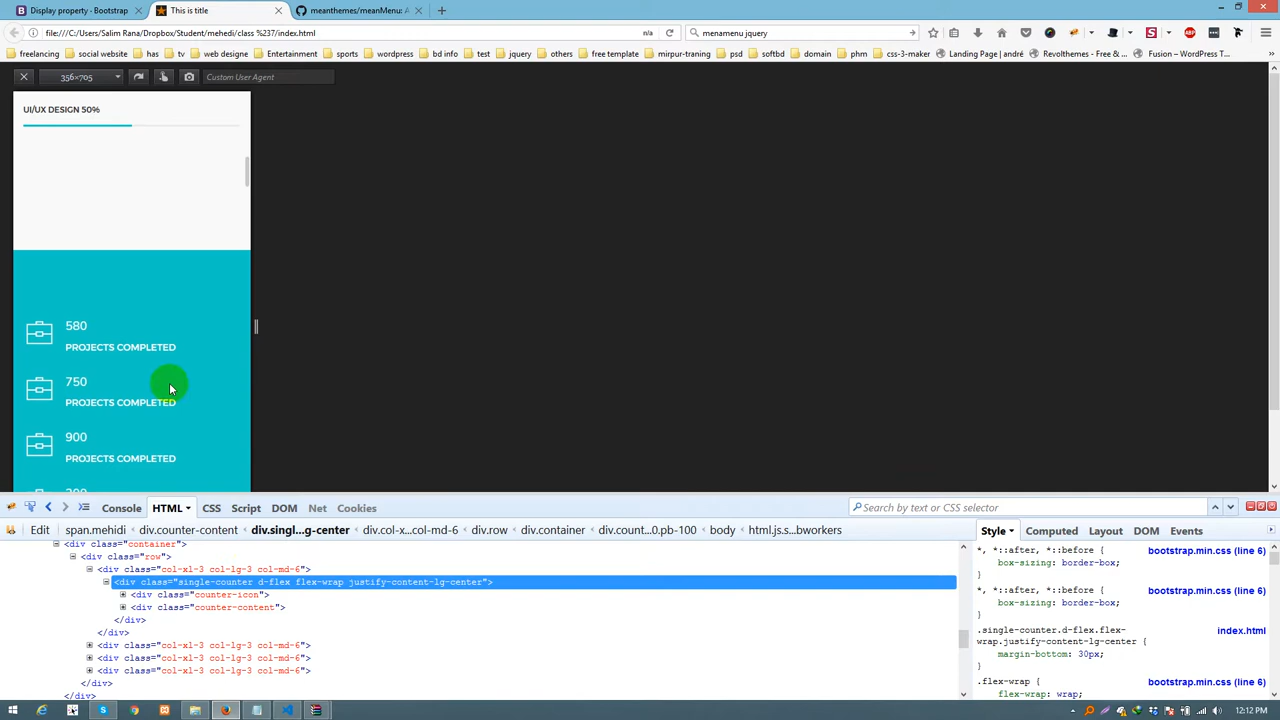 Display property - Bootstrap
This is title
meanthemes/meanMenu: A
file:///C:/Users/Salim Rana/Dropbox/Student/mehedi/class %237/index.html
n/a
menamenu jquery
freelancing
social website
has
tv
web designe
Entertainment
sports
wordpress
bd info
test
jquery
others
free template
mirpur-traning
psd
softbd
domain
phm
css-3-maker
Landing Page | andré
Revolthemes - Free &...
Fusion – WordPress T...
356×705
Custom User Agent
UI/UX DESIGN 50%
580
PROJECTS COMPLETED
750
PROJECTS COMPLETED
900
PROJECTS COMPLETED
Console
HTML
CSS
Script
DOM
Net
Cookies
Search by text or CSS selector
Edit
span.mehidi
div.counter-content
div.singl...g-center
div.col-x...col-md-6
div.row
div.container
div.count...0.pb-100
body
html.js.s...bworkers
Style
Computed
Layout
DOM
Events
<div class="container">
<div class="row">
<div class="col-xl-3 col-lg-3 col-md-6">
<div class="single-counter d-flex flex-wrap justify-content-lg-center">
<div class="counter-icon">
<div class="counter-content">
</div>
</div>
<div class="col-xl-3 col-lg-3 col-md-6">
<div class="col-xl-3 col-lg-3 col-md-6">
<div class="col-xl-3 col-lg-3 col-md-6">
</div>
</div>
*, *::after, *::before {
bootstrap.min.css (line 6)
box-sizing: border-box;
}
*, *::after, *::before {
bootstrap.min.css (line 6)
box-sizing: border-box;
}
.single-counter.d-flex.flex-
index.html
wrap.justify-content-lg-center {
margin-bottom: 30px;
}
.flex-wrap {
bootstrap.min.css (line 6)
flex-wrap: wrap;
12:12 PM